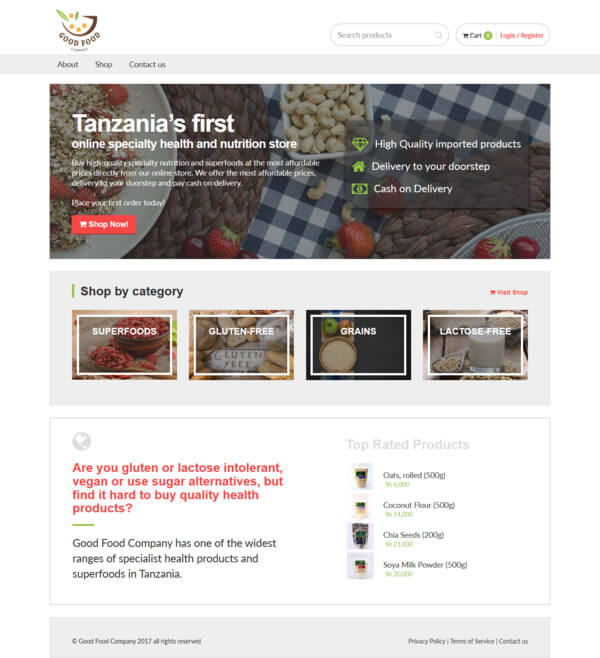 GOOD FOOD
Company
Search products
Cart 0
Login / Register
About
Shop
Contact us
Tanzania's first
online specialty health and nutrition store
Buy high-quality specialty nutrition and superfoods at the most affordable
prices directly from our online store. We offer the most affordable prices,
delivery to your doorstep and pay cash on delivery.
Place your first order today!
Shop Now!
High Quality imported products
Delivery to your doorstep
Cash on Delivery
Shop by category
Visit Shop
SUPERFOODS
GLUTEN-FREE
GLUTEN
FREE
GRAINS
LACTOSE-FREE
Are you gluten or lactose intolerant,
vegan or use sugar alternatives, but
find it hard to buy quality health
products?
Good Food Company has one of the widest
ranges of specialist health products and
superfoods in Tanzania.
Top Rated Products
Oats, rolled (500g)
Sh 6,000
Coconut Flour (500g)
Sh 14,000
Chia Seeds (200g)
Sh 21,000
Soya Milk Powder (500g)
Sh 20,000
© Good Food Company 2017 all rights reserved
Privacy Policy | Terms of Service | Contact us